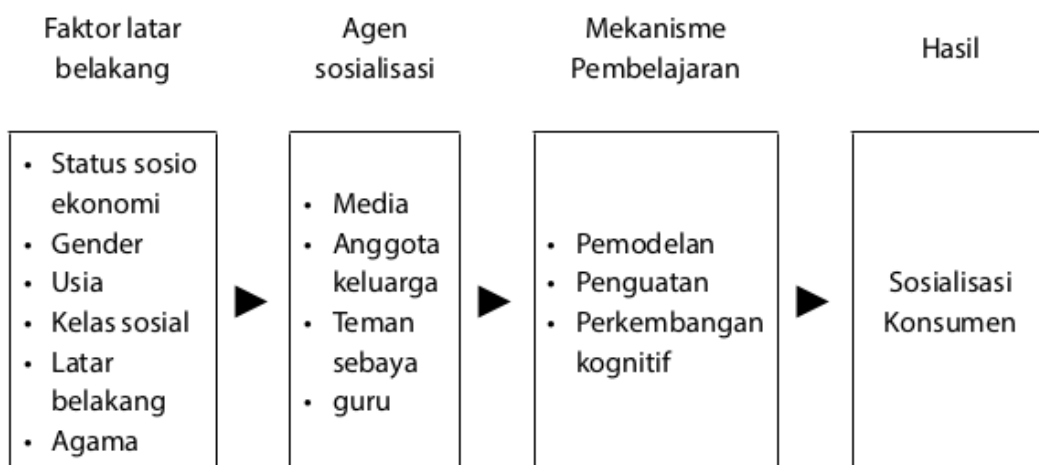 Faktor latar
belakang
Agen
sosialisasi
Mekanisme
Pembelajaran
Hasil
• Status sosio
ekonomi
• Gender
• Usia
• Kelas sosial
• Latar
belakang
• Agama
• Media
• Anggota
keluarga
• Teman
sebaya
• guru
• Pemodelan
• Penguatan
• Perkembangan
kognitif
Sosialisasi
Konsumen